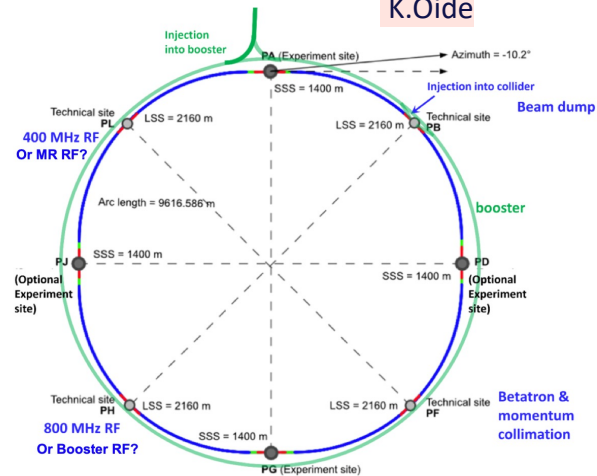 K.Oide
Injection
into booster
PA (Experiment site)
Azimuth = -10.2°
SSS = 1400 m
Injection into collider
Beam dump
Technical site
PL
LSS = 2160 m
LSS = 2160 m
Technical site
PB
400 MHz RF
Or MR RF?
Arc length = 9616.586 m
booster
PJ
SSS = 1400 m
SSS = 1400 m
PD
(Optional
Experiment
site)
(Optional
Experiment
site)
Technical site
PH
LSS = 2160 m
LSS = 2160 m
Technical site
PF
Betatron &
momentum
collimation
800 MHz RF
Or Booster RF?
SSS = 1400 m
PG (Experiment site)